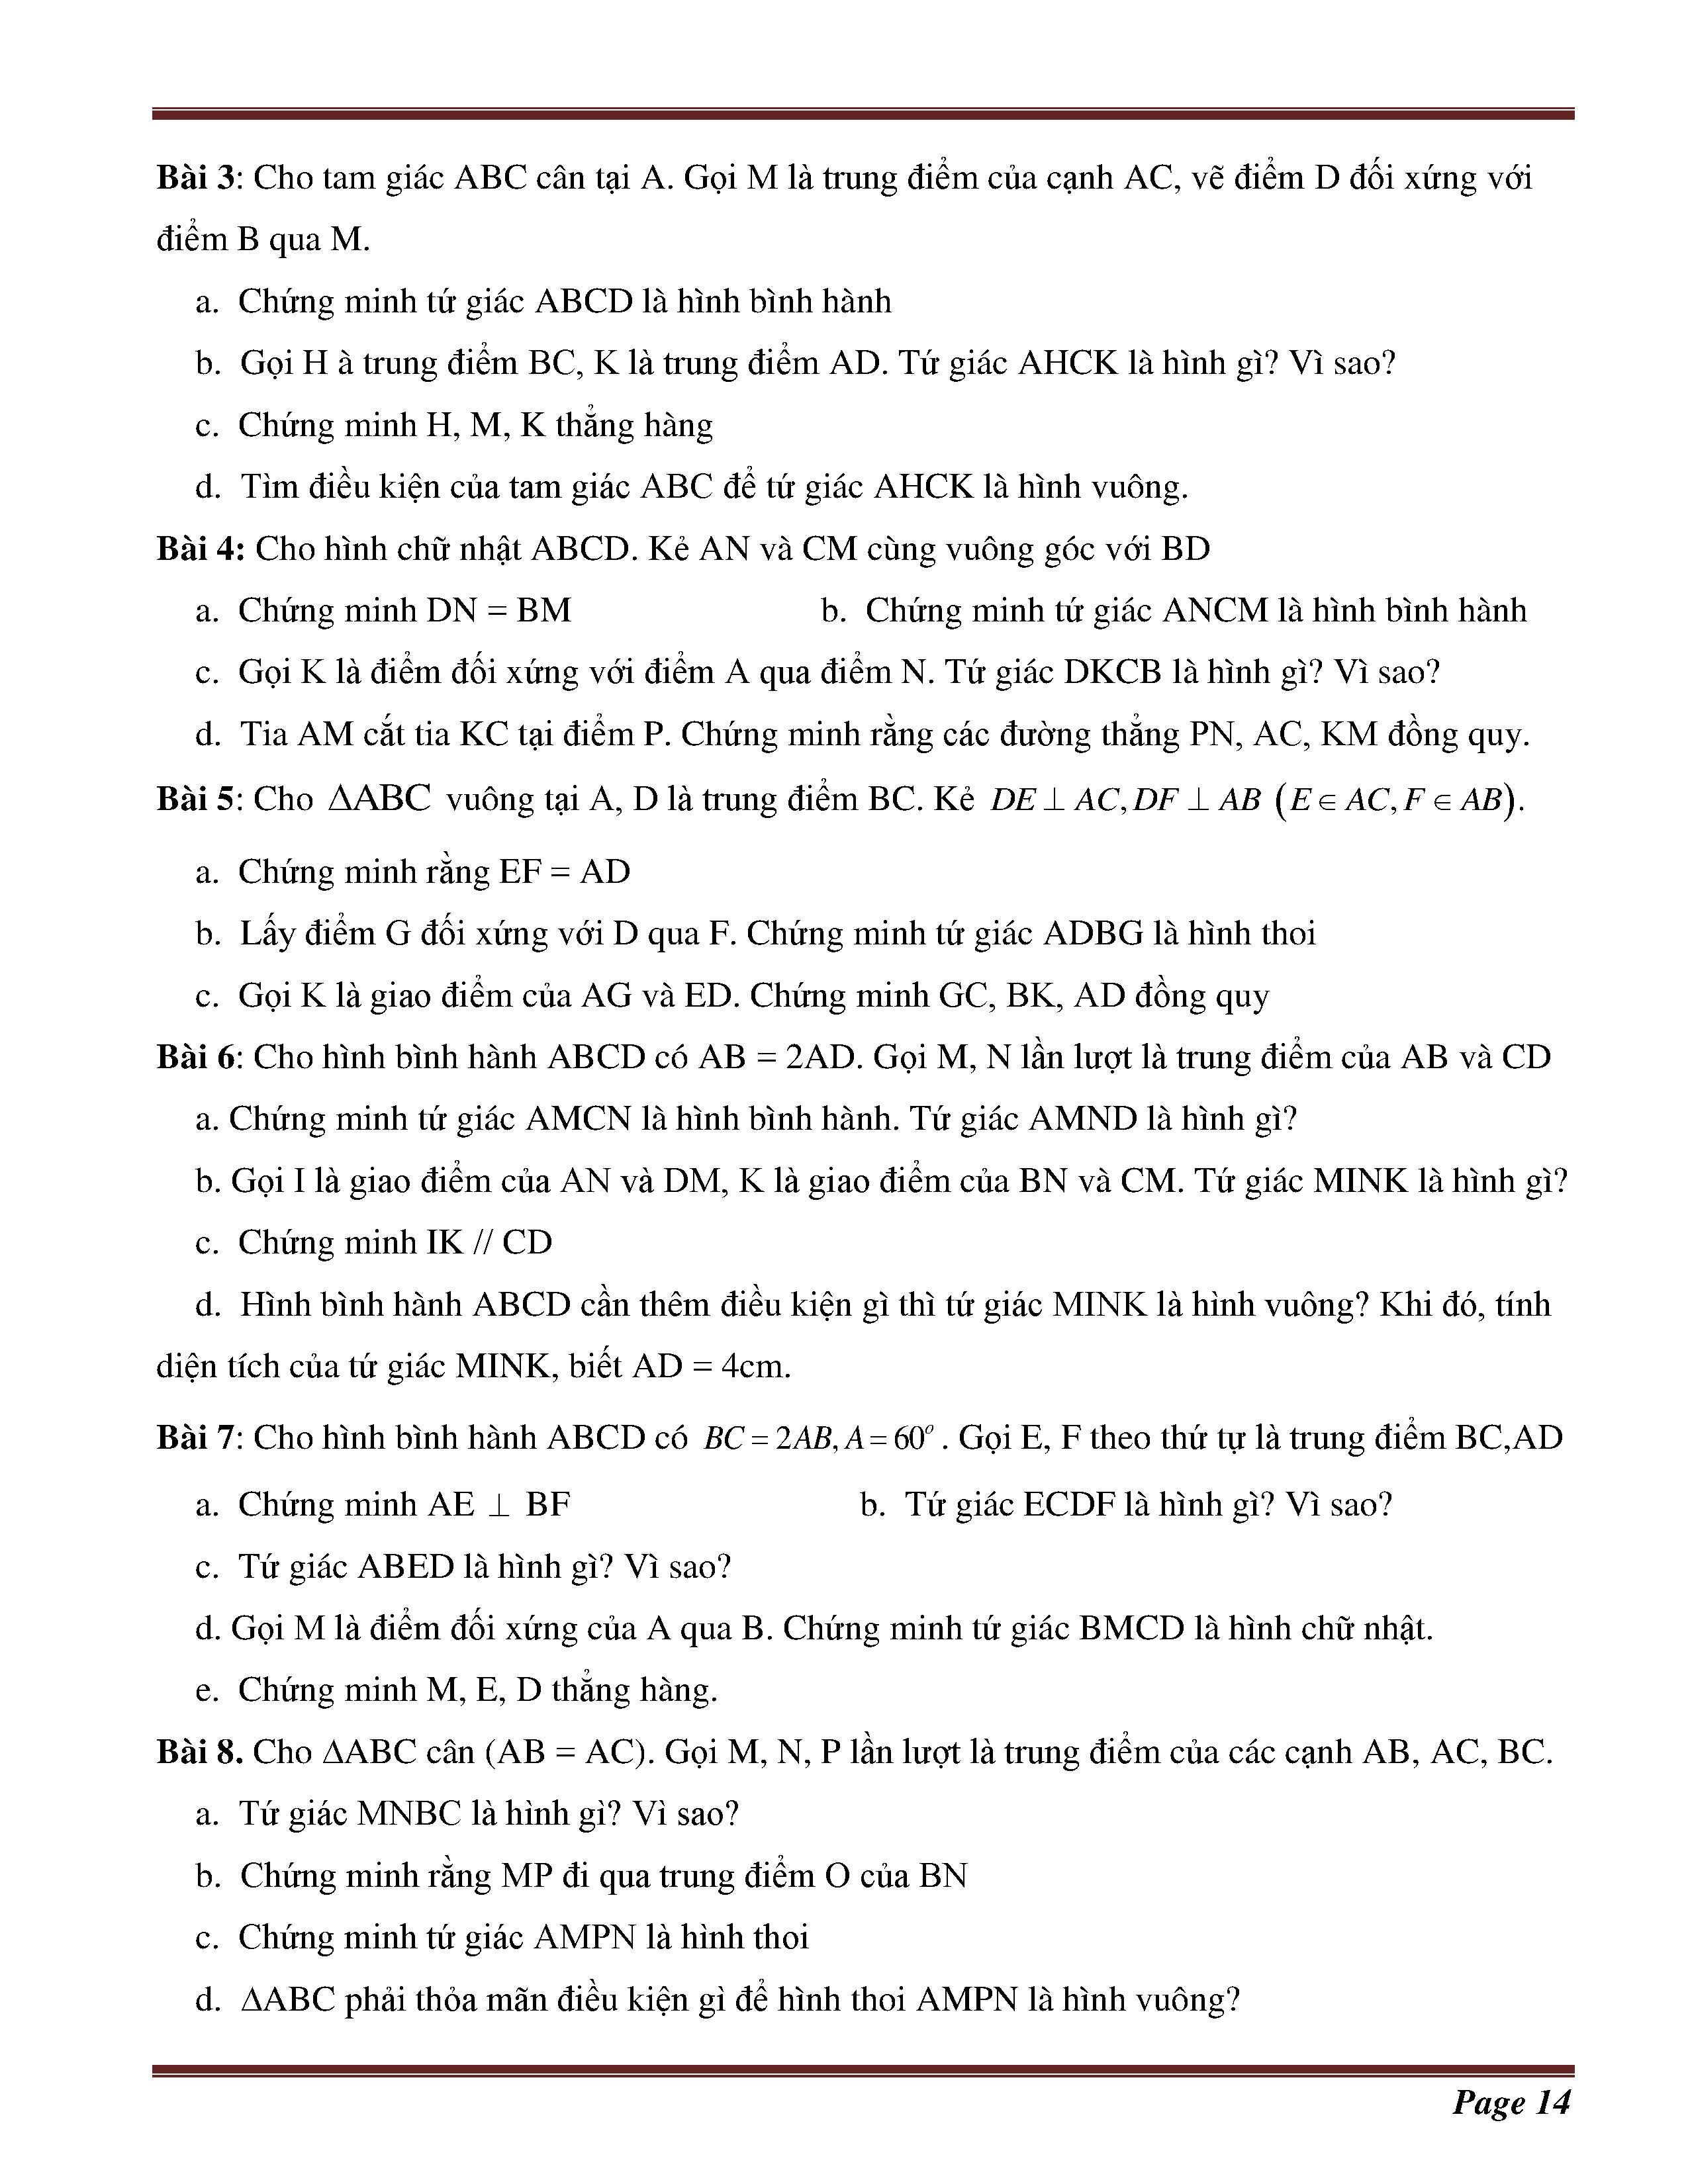 Bài 3: Cho tam giác ABC cân tại A. Gọi M là trung điểm của cạnh AC, vẽ điểm D đối xứng với
điểm B qua M.
a. Chứng minh tứ giác ABCD là hình bình hành
b. Gọi H à trung điểm BC, K là trung điểm AD. Tứ giác AHCK là hình gì? Vì sao?
c. Chứng minh H, M, K thẳng hàng
d. Tìm điều kiện của tam giác ABC để tứ giác AHCK là hình vuông.
Bài 4: Cho hình chữ nhật ABCD. Kẻ AN và CM cùng vuông góc với BD
a. Chứng minh DN = BM b. Chứng minh tứ giác ANCM là hình bình hành
c. Gọi K là điểm đối xứng với điểm A qua điểm N. Tứ giác DKCB là hình gì? Vì sao?
d. Tia AM cắt tia KC tại điểm P. Chứng minh rằng các đường thẳng PN, AC, KM đồng quy.
Bài 5: Cho ΔABC vuông tại A, D là trung điểm BC. Kẻ DE ⊥ AC, DF ⊥ AB (E ∈ AC, F ∈ AB).
a. Chứng minh rằng EF = AD
b. Lấy điểm G đối xứng với D qua F. Chứng minh tứ giác ADBG là hình thoi
c. Gọi K là giao điểm của AG và ED. Chứng minh GC, BK, AD đồng quy
Bài 6: Cho hình bình hành ABCD có AB = 2AD. Gọi M, N lần lượt là trung điểm của AB và CD
a. Chứng minh tứ giác AMCN là hình bình hành. Tứ giác AMND là hình gì?
b. Gọi I là giao điểm của AN và DM, K là giao điểm của BN và CM. Tứ giác MINK là hình gì?
c. Chứng minh IK // CD
d. Hình bình hành ABCD cần thêm điều kiện gì thì tứ giác MINK là hình vuông? Khi đó, tính
diện tích của tứ giác MINK, biết AD = 4cm.
Bài 7: Cho hình bình hành ABCD có BC = 2AB, A = 60°. Gọi E, F theo thứ tự là trung điểm BC,AD
a. Chứng minh AE ⊥ BF b. Tứ giác ECDF là hình gì? Vì sao?
c. Tứ giác ABED là hình gì? Vì sao?
d. Gọi M là điểm đối xứng của A qua B. Chứng minh tứ giác BMCD là hình chữ nhật.
e. Chứng minh M, E, D thẳng hàng.
Bài 8. Cho ΔABC cân (AB = AC). Gọi M, N, P lần lượt là trung điểm của các cạnh AB, AC, BC.
a. Tứ giác MNBC là hình gì? Vì sao?
b. Chứng minh rằng MP đi qua trung điểm O của BN
c. Chứng minh tứ giác AMPN là hình thoi
d. ΔABC phải thỏa mãn điều kiện gì để hình thoi AMPN là hình vuông?
Page 14